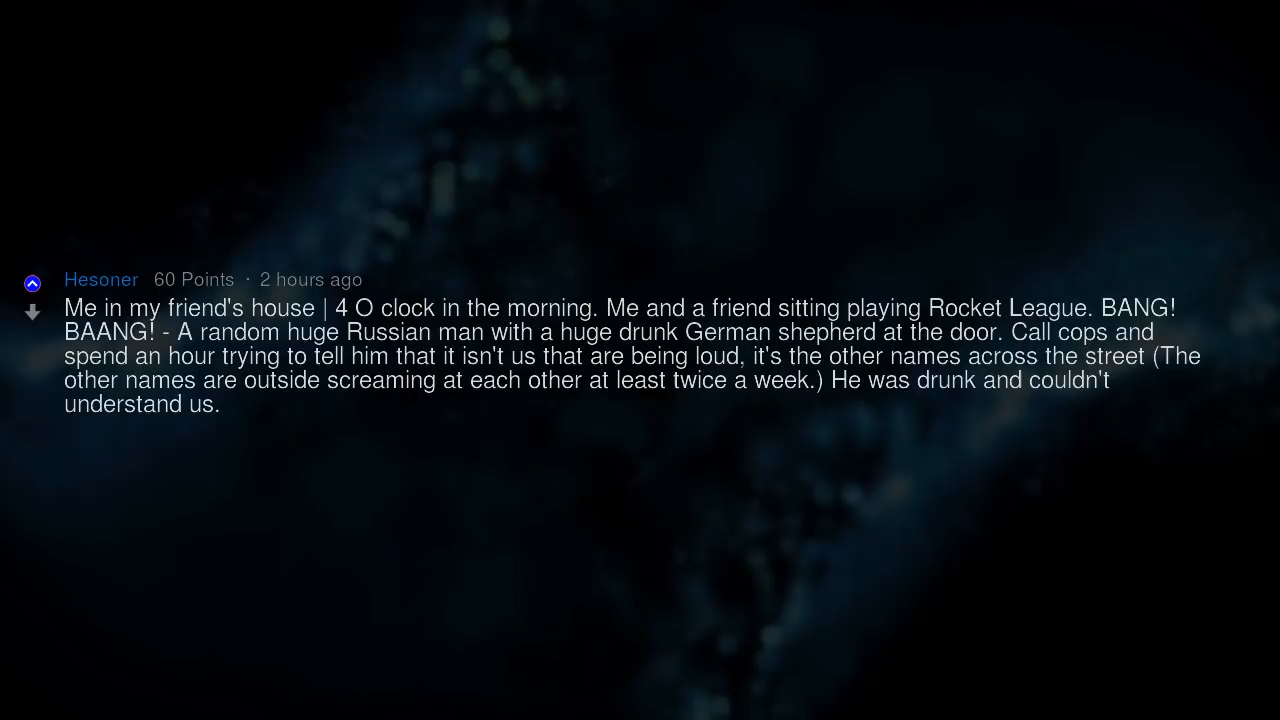 Hesoner 60 Points · 2 hours ago
Me in my friend's house | 4 O clock in the morning. Me and a friend sitting playing Rocket League. BANG!
BAANG! - A random huge Russian man with a huge drunk German shepherd at the door. Call cops and
spend an hour trying to tell him that it isn't us that are being loud, it's the other names across the street (The
other names are outside screaming at each other at least twice a week.) He was drunk and couldn't
understand us.